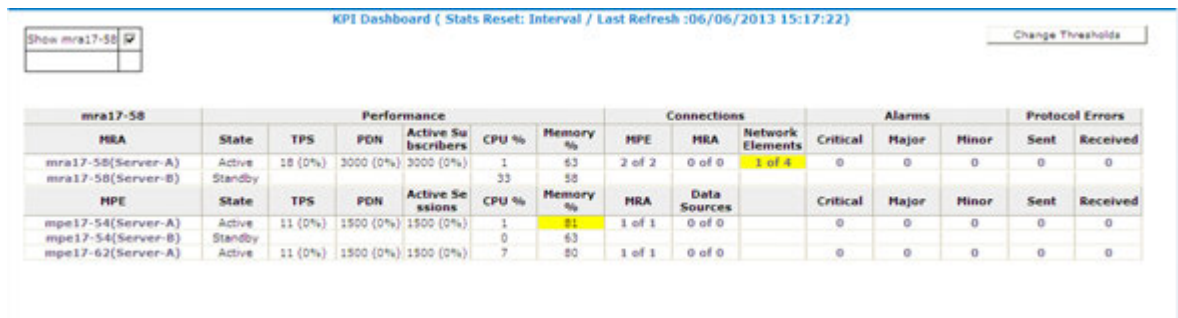 KPI Dashboard ( Stats Reset: Interval / Last Refresh :06/06/2013 15:17:22)
Show mra17-58
Change Thresholds
mra17-58 Performance Connections Alarms Protocol Errors
MRA State TPS PDN Active Su bscribers CPU % Memory % MPE MRA Network Elements Critical Major Minor Sent Received
mra17-58(Server-A) Active 18 (0%) 3000 (0%) 3000 (0%) 1 63 2 of 2 0 of 0 1 of 4 0 0 0 0 0
mra17-58(Server-B) Standby 33 58
MPE State TPS PDN Active Se ssions CPU % Memory % MRA Data Sources Critical Major Minor Sent Received
mpe17-54(Server-A) Active 11 (0%) 1500 (0%) 1500 (0%) 1 81 1 of 1 0 of 0 0 0 0 0 0
mpe17-54(Server-B) Standby 0 63
mpe17-62(Server-A) Active 11 (0%) 1500 (0%) 1500 (0%) 7 80 1 of 1 0 of 0 0 0 0 0 0